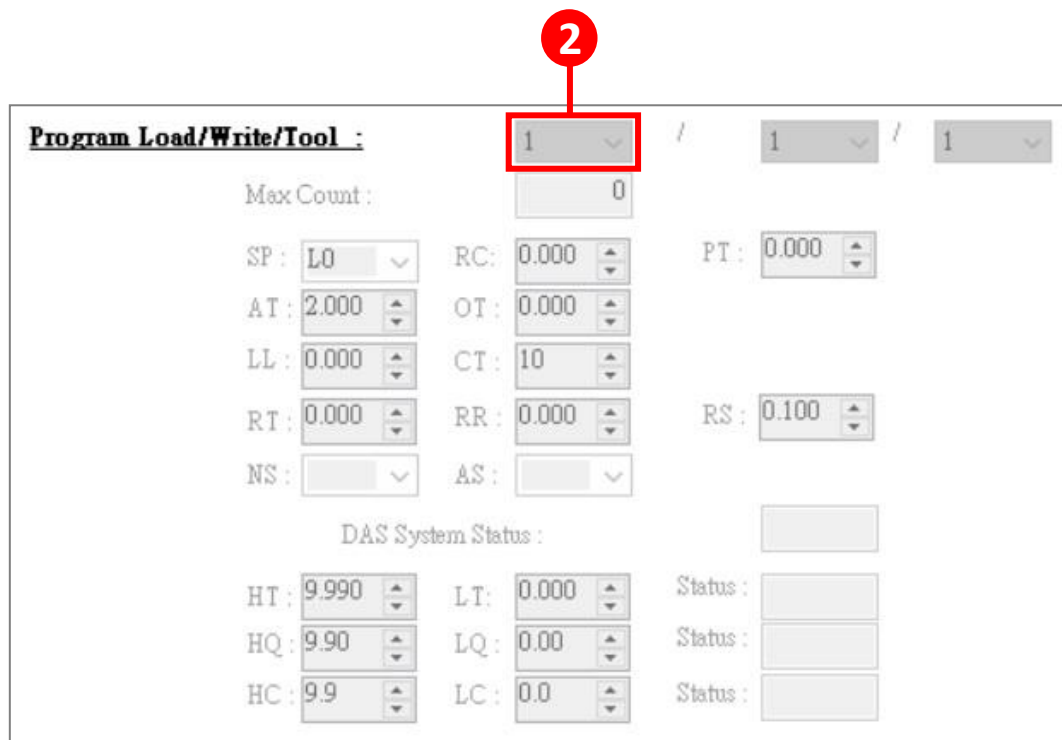 2
Program Load/Write/Tool : 1 / 1 / 1
Max Count : 0
SP : L0 RC: 0.000 PT : 0.000
AT : 2.000 OT : 0.000
LL : 0.000 CT : 10
RT : 0.000 RR : 0.000 RS : 0.100
NS : AS :
DAS System Status :
HT : 9.990 LT: 0.000 Status :
HQ : 9.90 LQ : 0.00 Status :
HC : 9.9 LC : 0.0 Status :